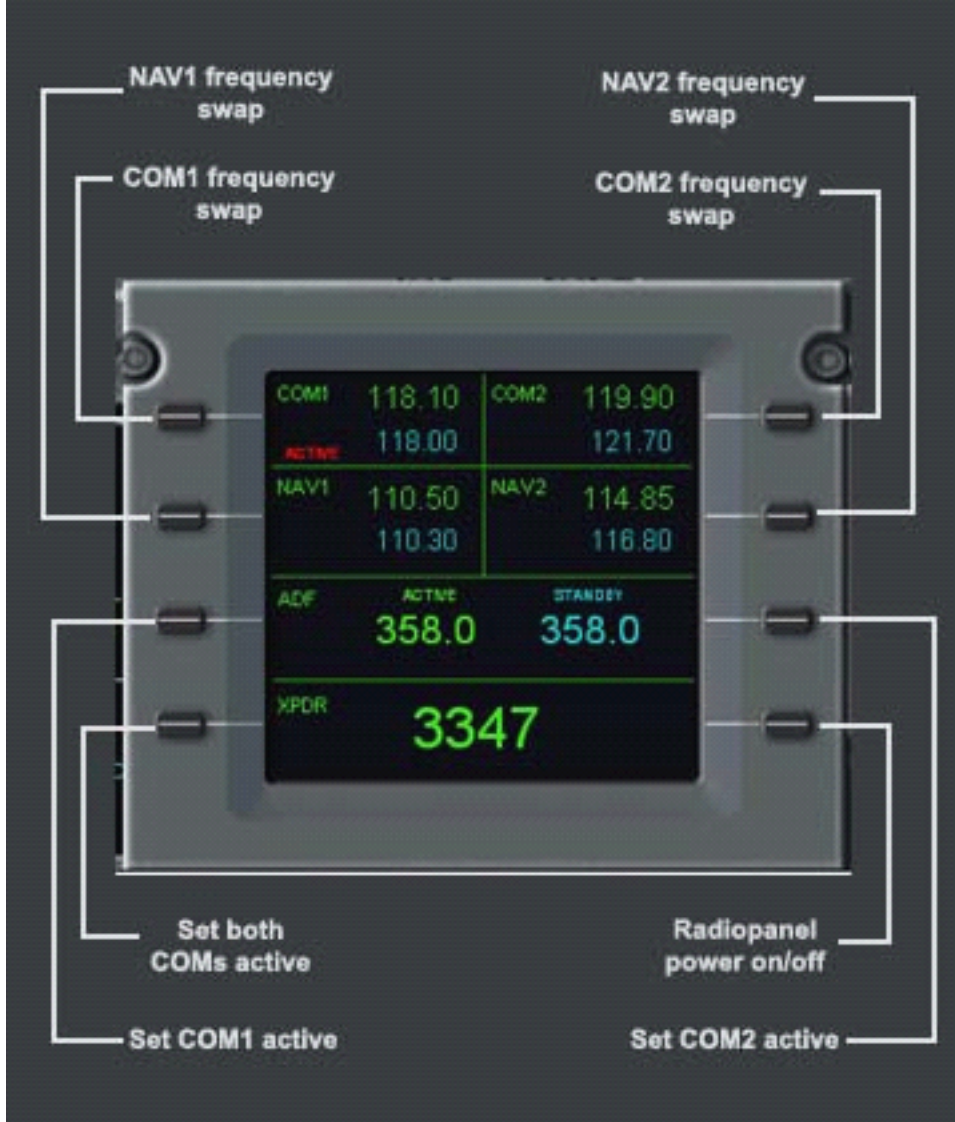 NAV1 frequency
swap
NAV2 frequency
swap
COM1 frequency
swap
COM2 frequency
swap
COM1 118.10 COM2 119.90
ACTIVE 118.00 121.70
NAV1 110.50 NAV2 114.85
110.30 116.80
ADF ACTIVE STANDBY
358.0 358.0
XPDR 3347
Set both
COMs active
Radiopanel
power on/off
Set COM1 active
Set COM2 active